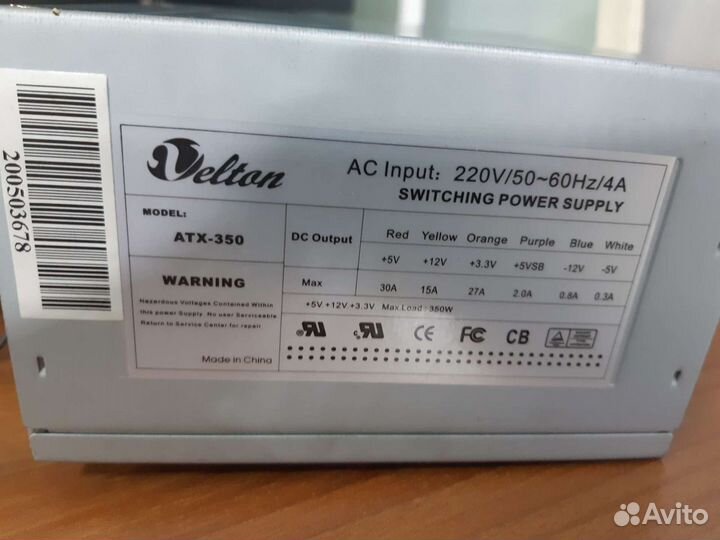 200503678
Velton
AC Input: 220V/50~60Hz/4A
SWITCHING POWER SUPPLY
MODEL:
ATX-350
DC Output
Red Yellow Orange Purple Blue White
+5V +12V +3.3V +5VSB -12V -5V
Max
30A 15A 27A 2.0A 0.8A 0.3A
+5V.+12V.+3.3V Max.Load:350W
WARNING
Hazardous Voltages Contained Within
this power Supply. No user Serviceable
Return to Service Center for repair.
Made in China
c
CE FC CB
Avito